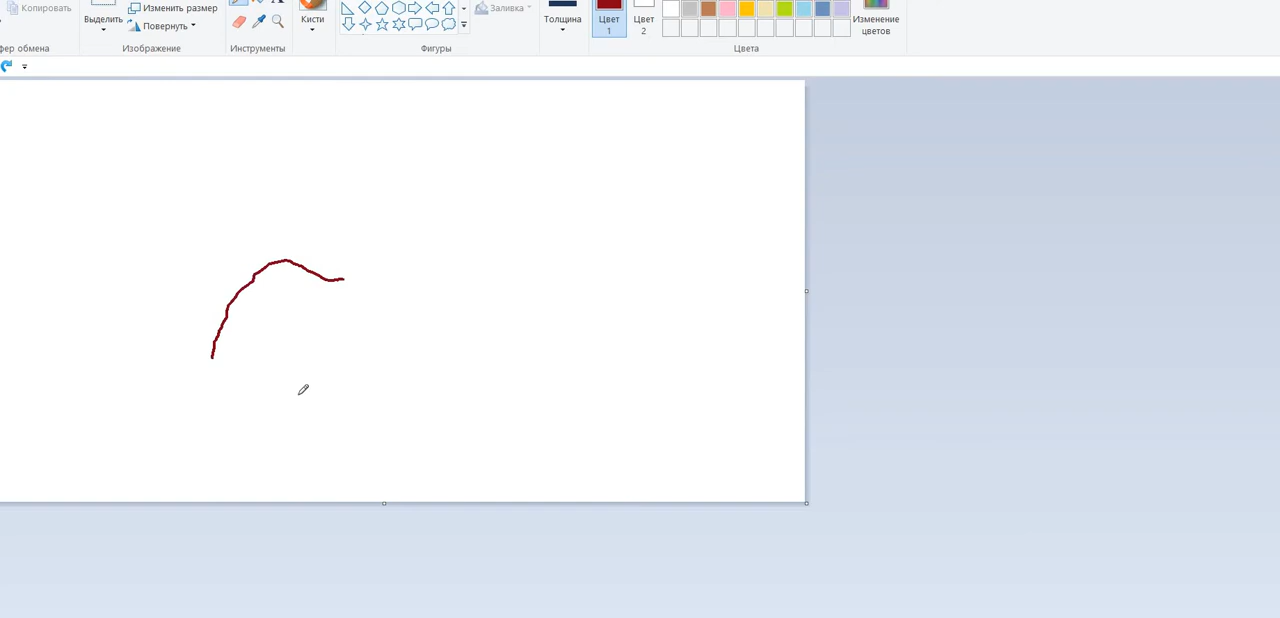 Копировать
Выделить
Изменить размер
Повернуть
Кисти
Заливка
Толщина
Цвет
1
Цвет
2
Изменение
цветов
фер обмена
Изображение
Инструменты
Фигуры
Цвета